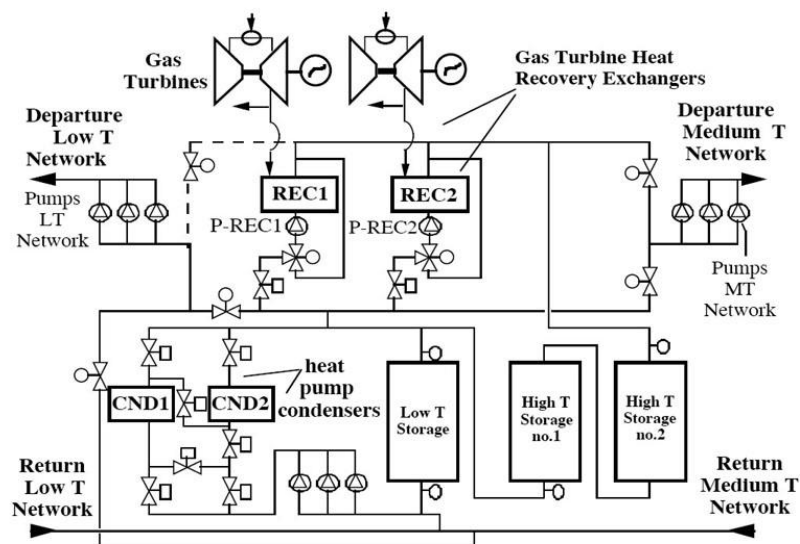 Gas
Turbines
Gas Turbine Heat
Recovery Exchangers
Departure
Low T
Network
Departure
Medium T
Network
Pumps
LT
Network
REC1
REC2
P-REC1
P-REC2
Pumps
MT
Network
heat
pump
condensers
CND1
CND2
Low T
Storage
High T
Storage
no.1
High T
Storage
no.2
Return
Low T
Network
Return
Medium T
Network